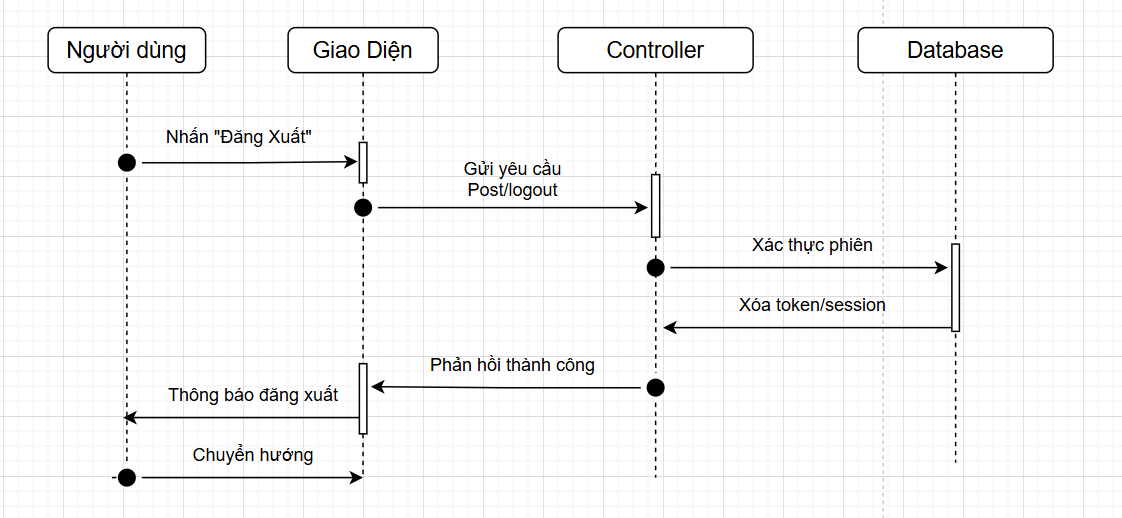 Người dùng
Giao Diện
Controller
Database
Nhấn "Đăng Xuất"
Gửi yêu cầu
Post/logout
Xác thực phiên
Xóa token/session
Phản hồi thành công
Thông báo đăng xuất
Chuyển hướng